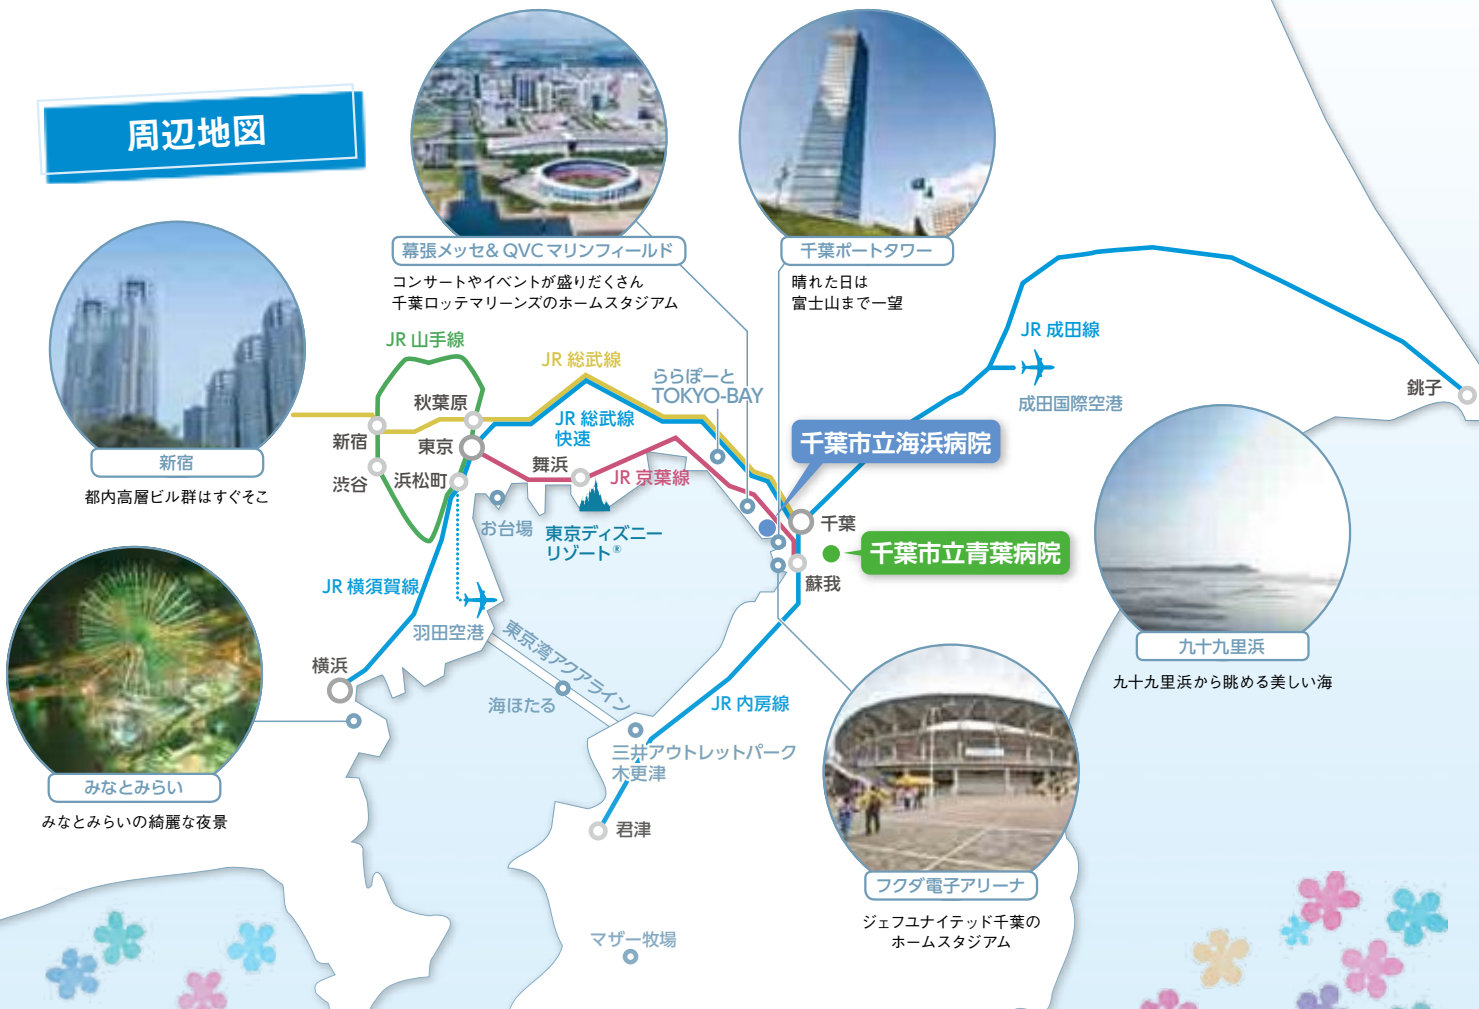 周辺地図
幕張メッセ&QVCマリンフィールド
コンサートやイベントが盛りだくさん
千葉ロッテマリーンズのホームスタジアム
千葉ポートタワー
晴れた日は
富士山まで一望
新宿
都内高層ビル群はすぐそこ
JR 山手線
JR 総武線
ららぽーと
TOKYO-BAY
JR 総武線
快速
秋葉原
新宿
東京
渋谷
浜松町
舞浜
JR 京葉線
お台場
東京ディズニー
リゾート®
千葉市立海浜病院
千葉
千葉市立青葉病院
蘇我
JR 成田線
成田国際空港
銚子
九十九里浜
九十九里浜から眺める美しい海
JR 横須賀線
羽田空港
横浜
東京湾アクアライン
海ほたる
JR 内房線
三井アウトレットパーク
木更津
君津
マザー牧場
みなとみらい
みなとみらいの綺麗な夜景
フクダ電子アリーナ
ジェフユナイテッド千葉の
ホームスタジアム